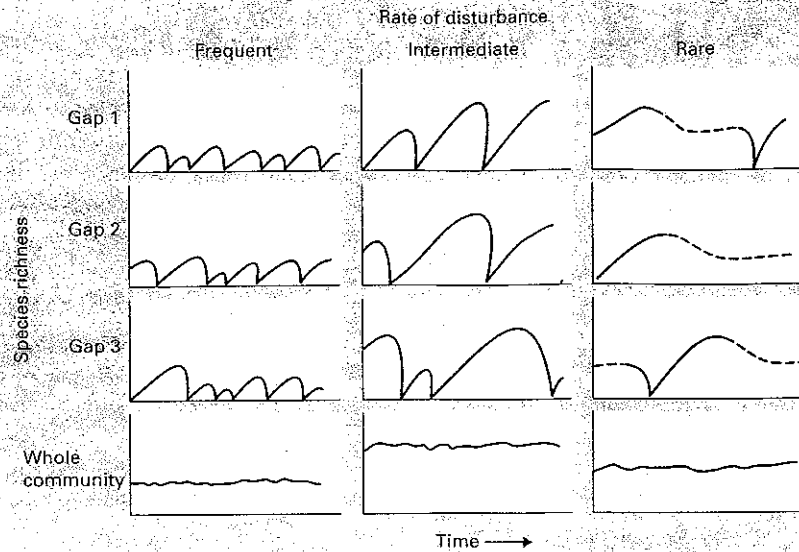 Rate of disturbance
Frequent
Intermediate
Rare
Gap 1
Gap 2
Gap 3
Species richness
Whole
community
Time